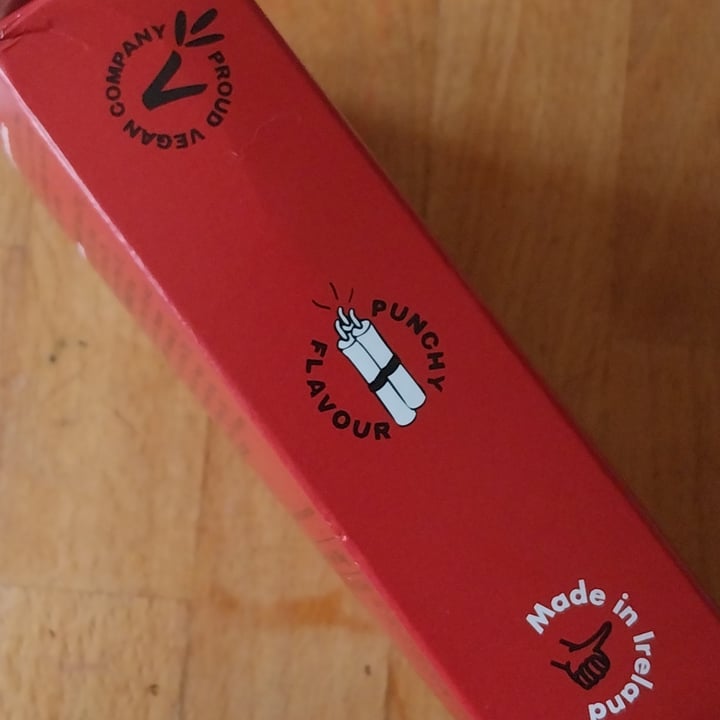 PROUD VEGAN COMPANY
PUNCHY
FLAVOUR
Made in Ireland